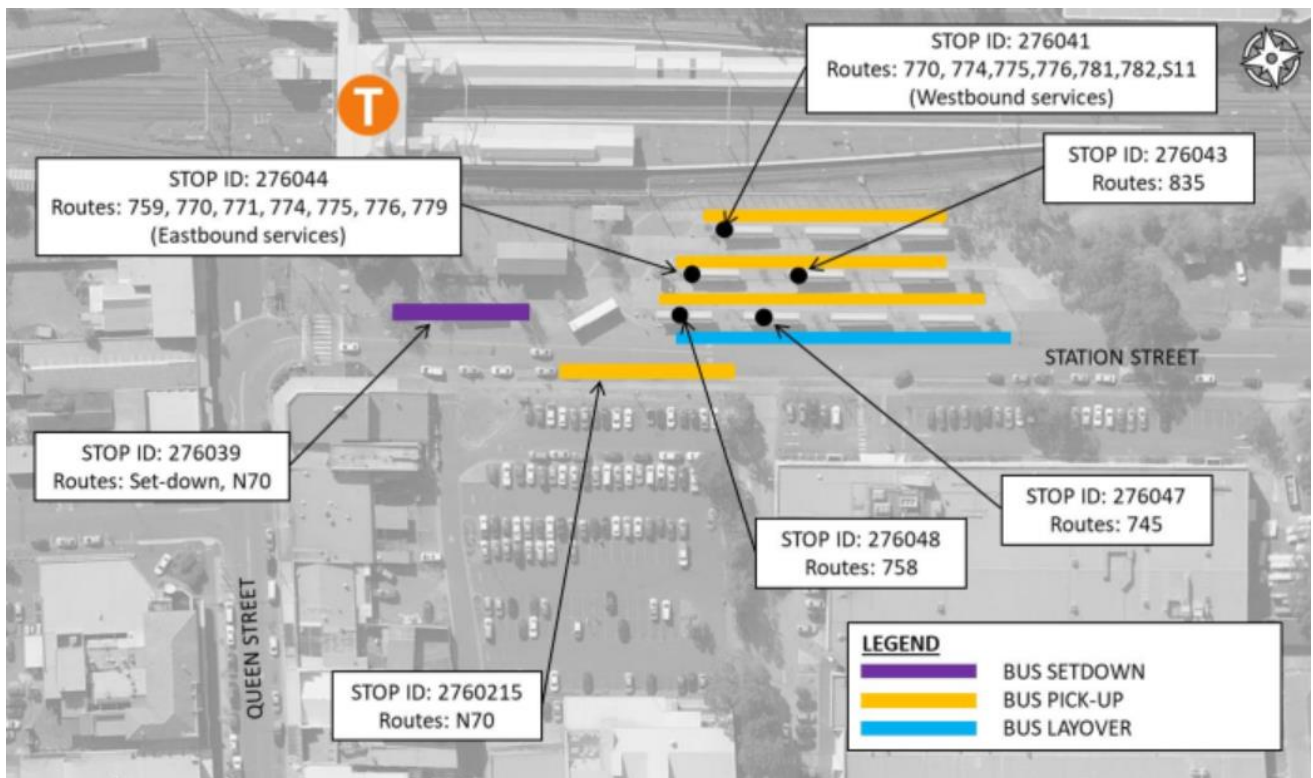 STOP ID: 276041
Routes: 770, 774,775,776,781,782,S11
(Westbound services)
T
STOP ID: 276043
Routes: 835
STOP ID: 276044
Routes: 759, 770, 771, 774, 775, 776, 779
(Eastbound services)
STATION STREET
STOP ID: 276039
Routes: Set-down, N70
STOP ID: 276047
Routes: 745
STOP ID: 276048
Routes: 758
QUEEN STREET
STOP ID: 2760215
Routes: N70
LEGEND
BUS SETDOWN
BUS PICK-UP
BUS LAYOVER